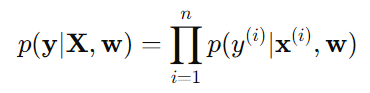 p(𝐲|𝐗, 𝐰) = ∏_{i=1}^{n} p(y^{(i)}|𝐱^{(i)}, 𝐰)